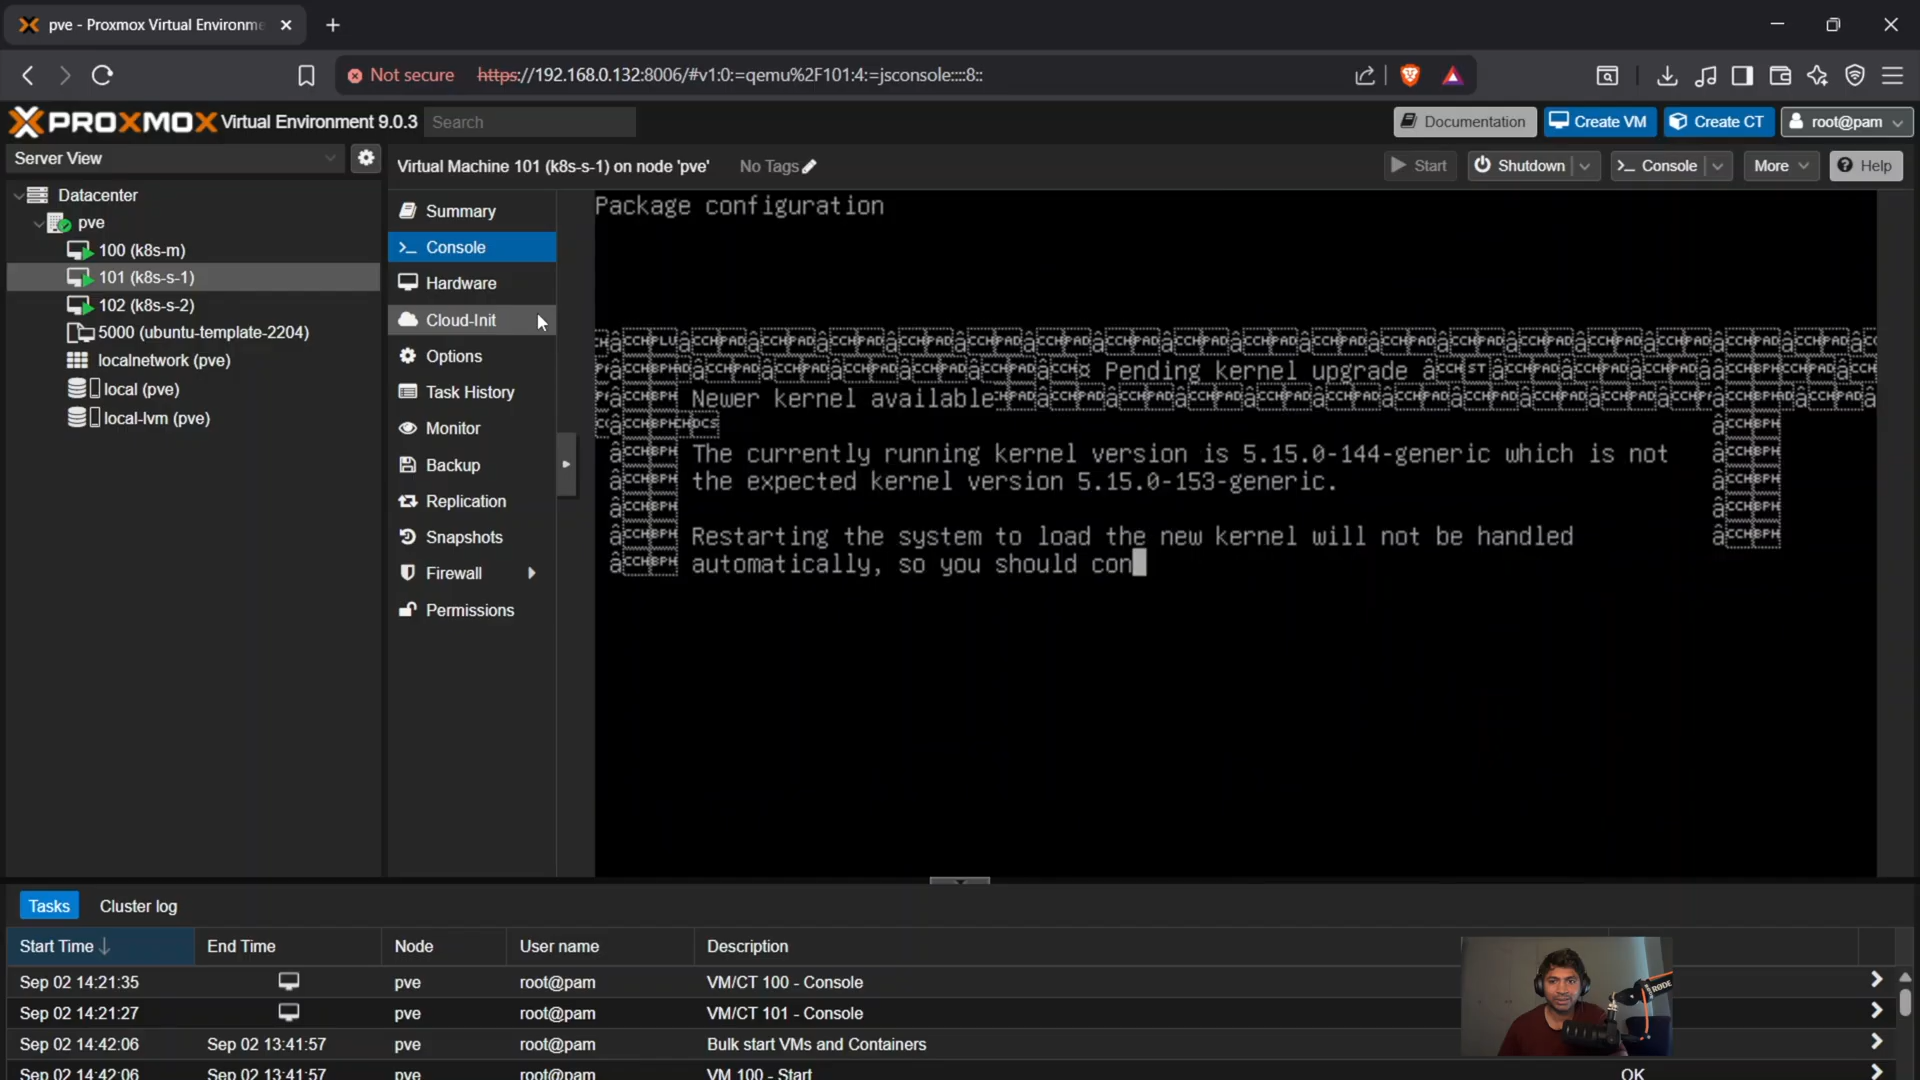 pve - Proxmox Virtual Environme
Not secure https://192.168.0.132:8006/#v1:0:=qemu%2F101:4:=jsconsole::::8::
PROXMOX Virtual Environment 9.0.3 Search
Documentation Create VM Create CT root@pam
Server View
Virtual Machine 101 (k8s-s-1) on node 'pve' No Tags
Start Shutdown Console More Help
Datacenter
pve
100 (k8s-m)
101 (k8s-s-1)
102 (k8s-s-2)
5000 (ubuntu-template-2204)
localnetwork (pve)
local (pve)
local-lvm (pve)
Summary
Console
Hardware
Cloud-Init
Options
Task History
Monitor
Backup
Replication
Snapshots
Firewall
Permissions
Package configuration
Pending kernel upgrade
Newer kernel available
The currently running kernel version is 5.15.0-144-generic which is not
the expected kernel version 5.15.0-153-generic.
Restarting the system to load the new kernel will not be handled
automatically, so you should con
Tasks Cluster log
Start Time End Time Node User name Description
Sep 02 14:21:35 pve root@pam VM/CT 100 - Console
Sep 02 14:21:27 pve root@pam VM/CT 101 - Console
Sep 02 14:42:06 Sep 02 13:41:57 pve root@pam Bulk start VMs and Containers
Sep 02 14:42:06 Sep 02 13:41:57 pve root@pam VM 100 - Start OK
RODE